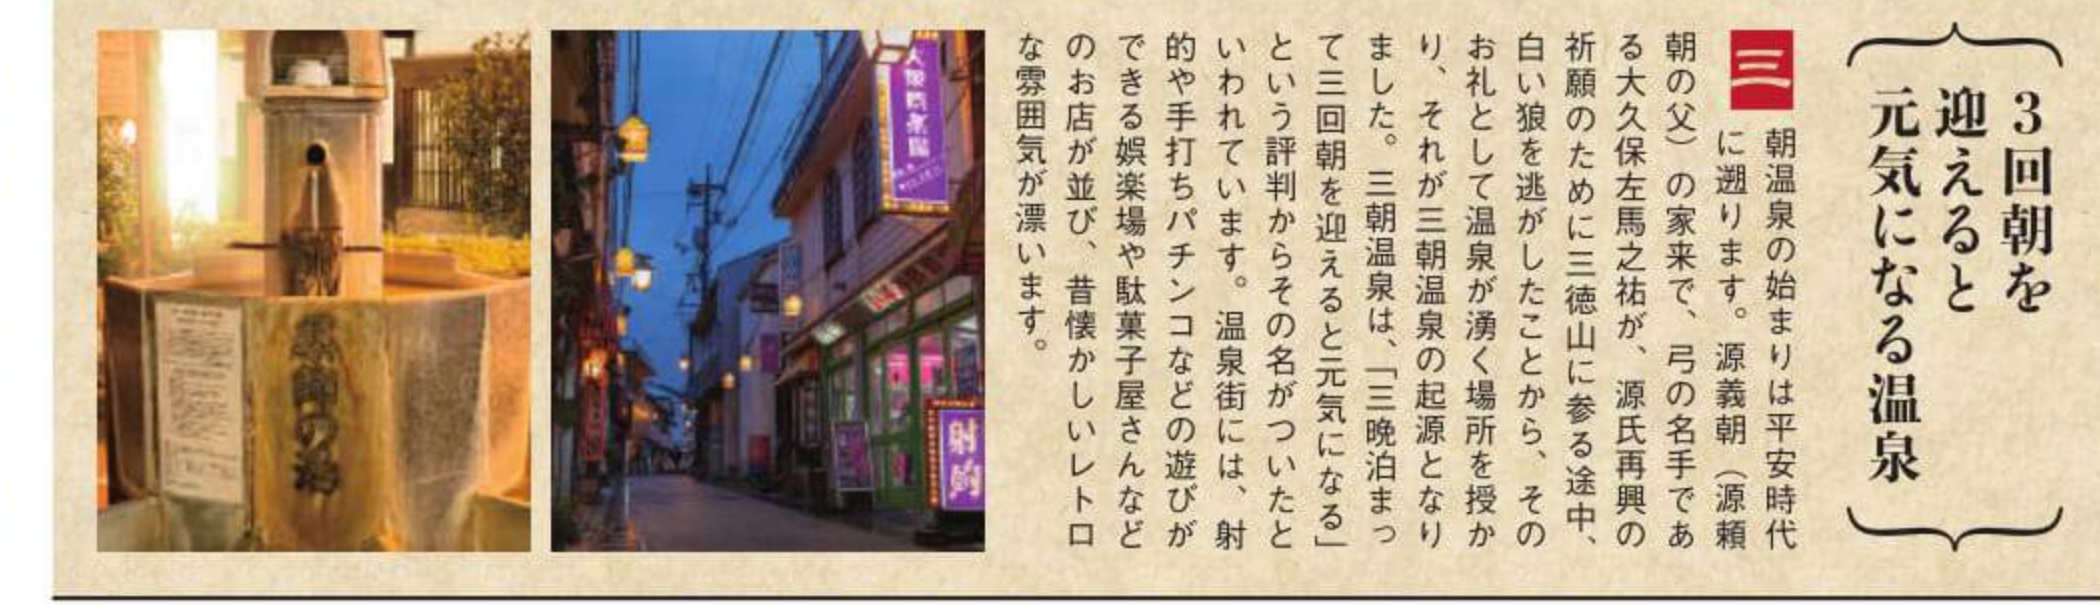 3回朝を
迎えると
元気になる温泉
三朝温泉の始まりは平安時代
に遡ります。源義朝（源頼
朝の父）の家来で、弓の名手であ
る大久保左馬之祐が、源氏再興の
祈願のために三徳山に参る途中、
白い狼を逃がしたことから、その
お礼として温泉が湧く場所を授か
り、それが三朝温泉の起源となり
ました。三朝温泉は、「三晩泊まっ
て三回朝を迎えると元気になる」
という評判からその名がついたと
いわれています。温泉街には、射
的や手打ちパチンコなどの遊びが
できる娯楽場や駄菓子屋さんなど
のお店が並び、昔懐かしいレトロ
な雰囲気が漂います。
射的
薬師の湯